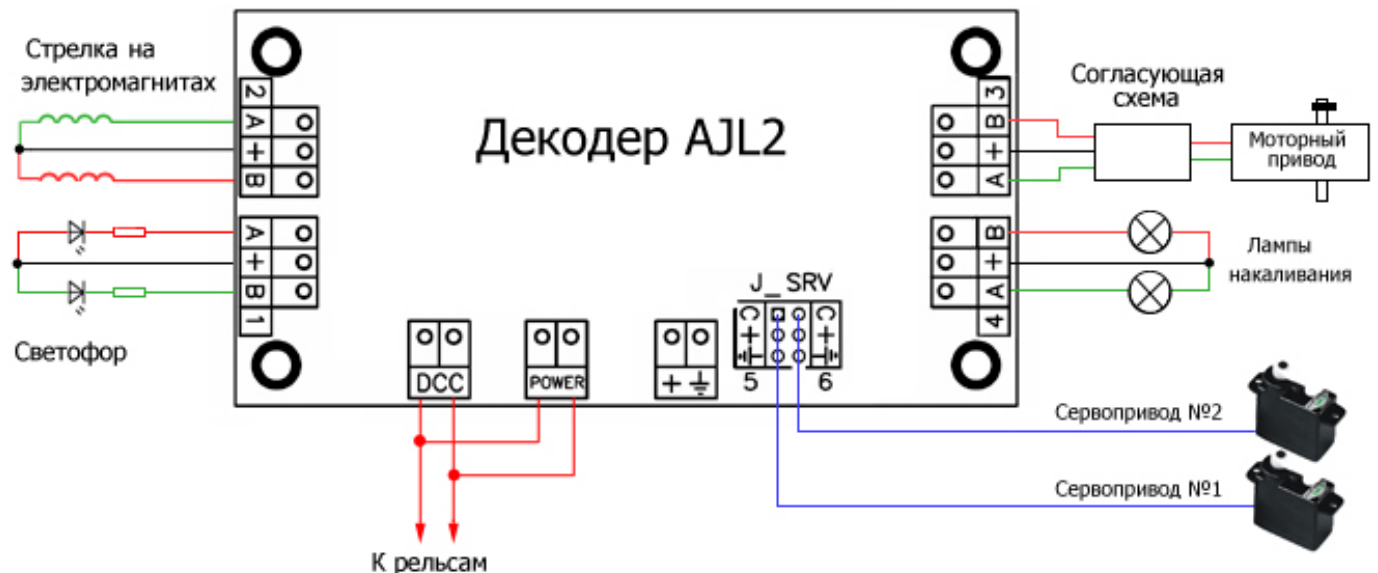 Стрелка на
электромагнитах
Декодер AJL2
Согласующая
схема
Моторный
привод
2
A
+
B
3
B
+
A
A
+
B
1
B
+
A
4
Лампы
накаливания
Светофор
J_SRV
C
+
5
C
+
6
DCC
POWER
+
Сервопривод №2
Сервопривод №1
К рельсам